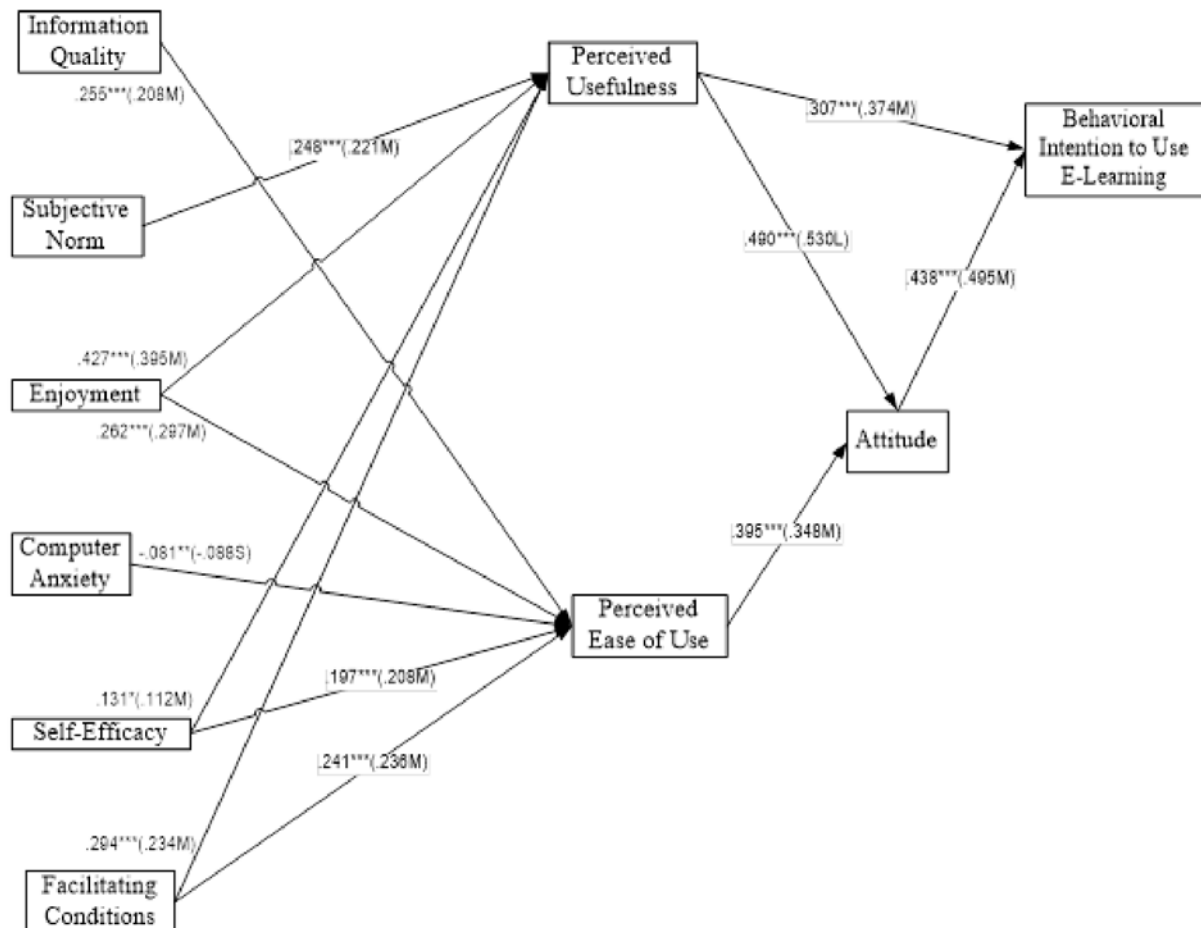 Information
Quality
.255***(.208M)
Perceived
Usefulness
.307***(.374M)
Behavioral
Intention to Use
E-Learning
.248***(.221M)
Subjective
Norm
.490***(.530L)
.438***(.495M)
.427***(.395M)
Enjoyment
.262***(.297M)
Attitude
.395***(.348M)
Computer
Anxiety
-.081**(-.088S)
Perceived
Ease of Use
.197***(.208M)
.131*(.112M)
Self-Efficacy
.241***(.236M)
.294***(.234M)
Facilitating
Conditions